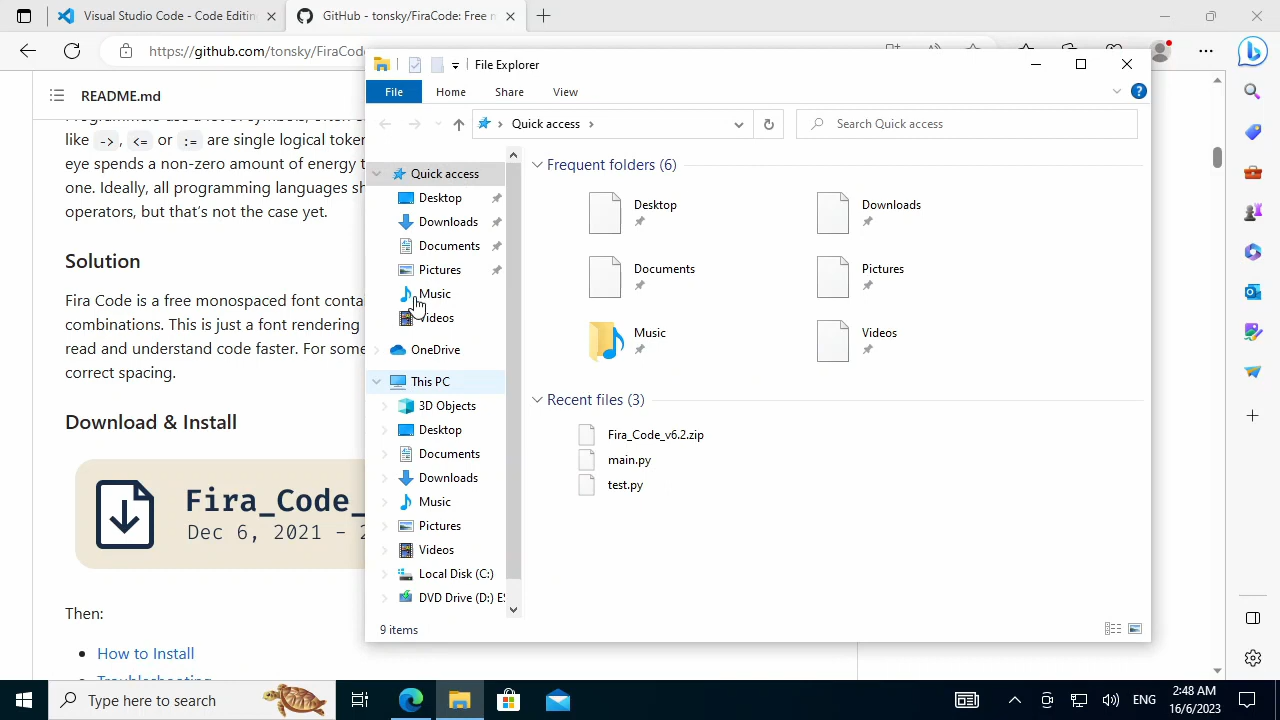 Visual Studio Code - Code Editin
GitHub - tonsky/FiraCode: Free m
https://github.com/tonsky/FiraCod
README.md
like -> , <= or := are single logical toker
eye spends a non-zero amount of energy t
one. Ideally, all programming languages sh
operators, but that's not the case yet.
Solution
Fira Code is a free monospaced font conta
combinations. This is just a font rendering
read and understand code faster. For some
correct spacing.
Download & Install
Fira_Code_
Dec 6, 2021 - 2
Then:
How to Install
Troubleshooting
File Explorer
File
Home
Share
View
Quick access
Search Quick access
Quick access
Desktop
Downloads
Documents
Pictures
Music
Videos
OneDrive
This PC
3D Objects
Desktop
Documents
Downloads
Music
Pictures
Videos
Local Disk (C:)
DVD Drive (D:) ES
Frequent folders (6)
Desktop
Downloads
Documents
Pictures
Music
Videos
Recent files (3)
Fira_Code_v6.2.zip
main.py
test.py
9 items
Type here to search
ENG
2:48 AM
16/6/2023